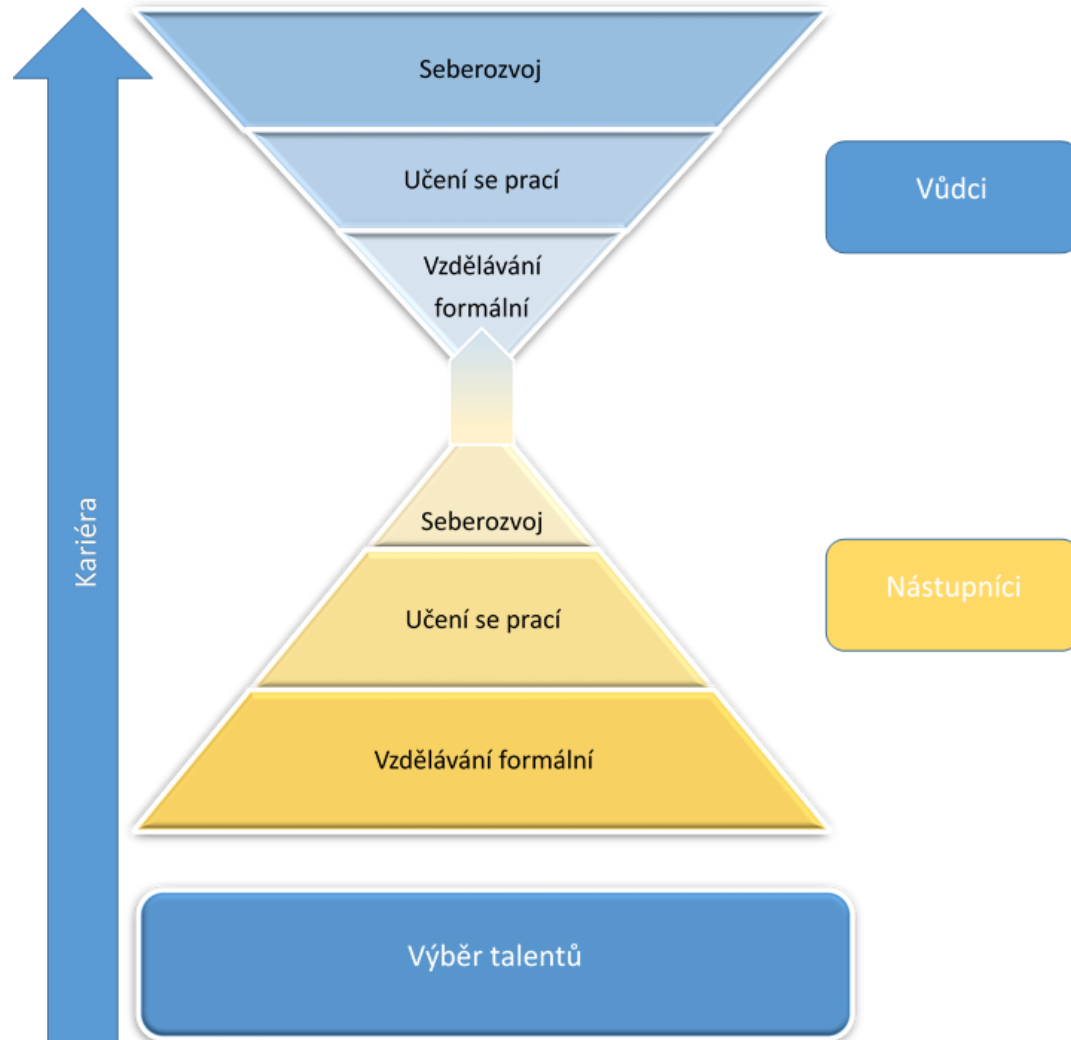 Seberozvoj
Učení se prací
Vůdci
Vzdělávání
formální
Kariéra
Seberozvoj
Nástupníci
Učení se prací
Vzdělávání formální
Výběr talentů